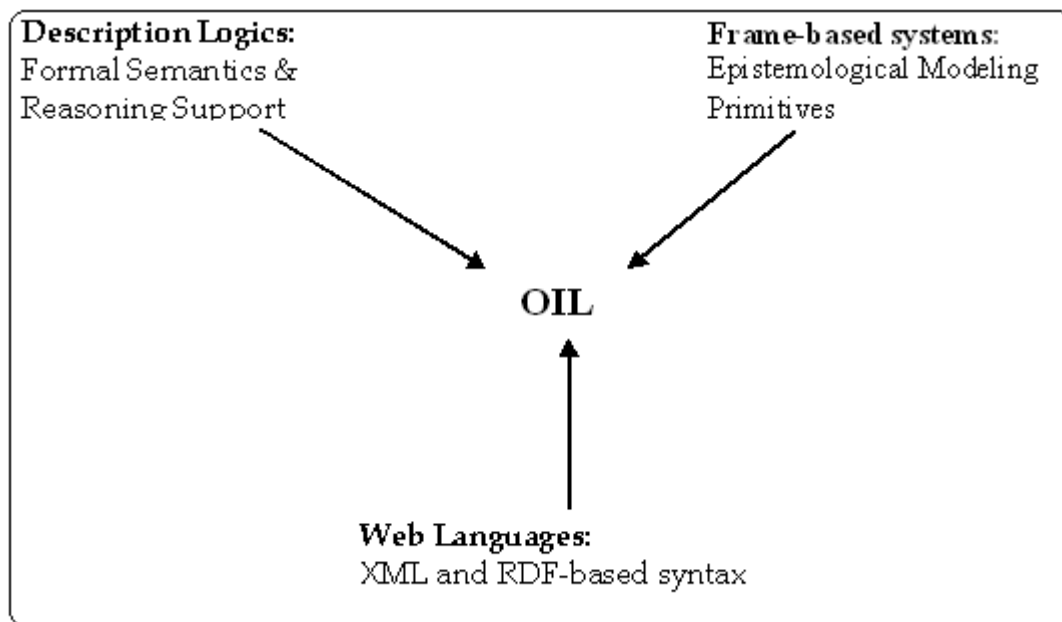 Description Logics:
Formal Semantics &
Reasoning Support
Frame-based systems:
Epistemological Modeling
Primitives
OIL
Web Languages:
XML and RDF-based syntax